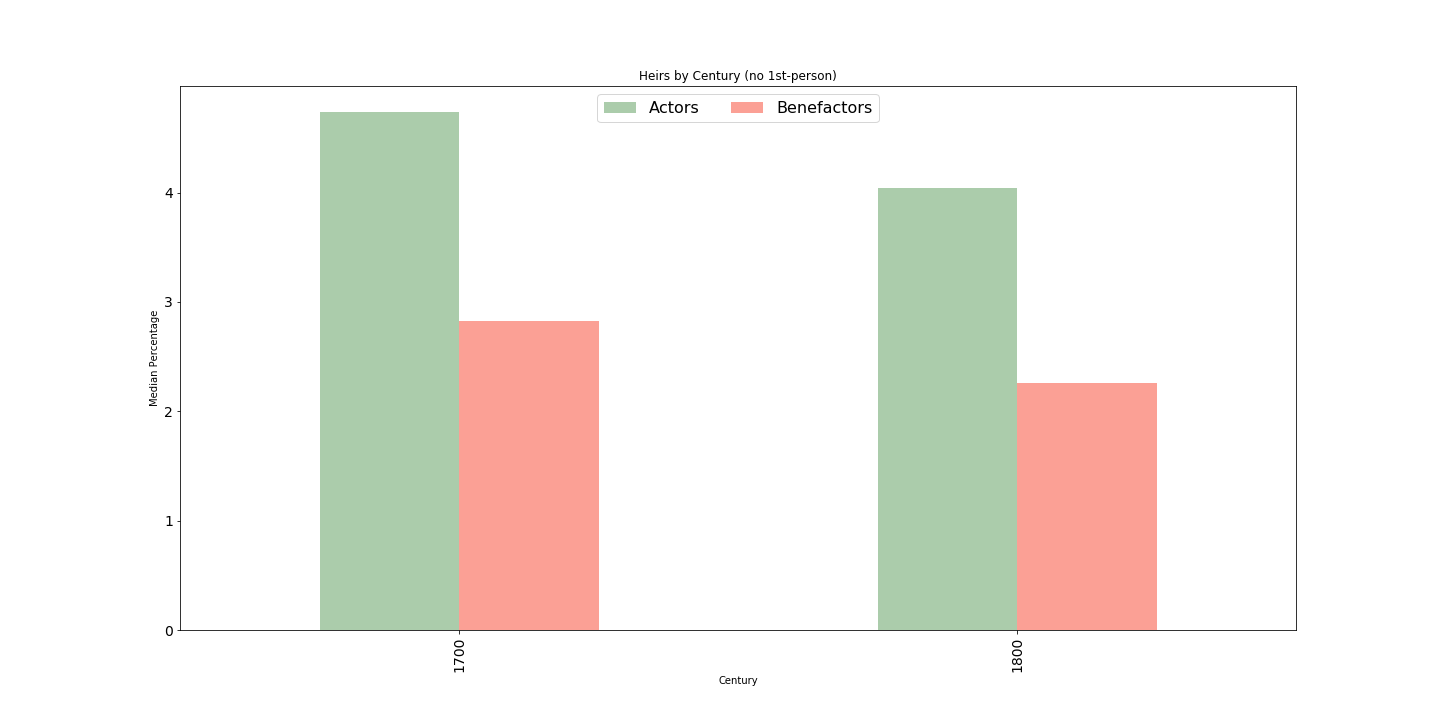 Heirs by Century (no 1st-person)
Actors Benefactors
4
3
2
1
0
Median Percentage
1700 1800
Century